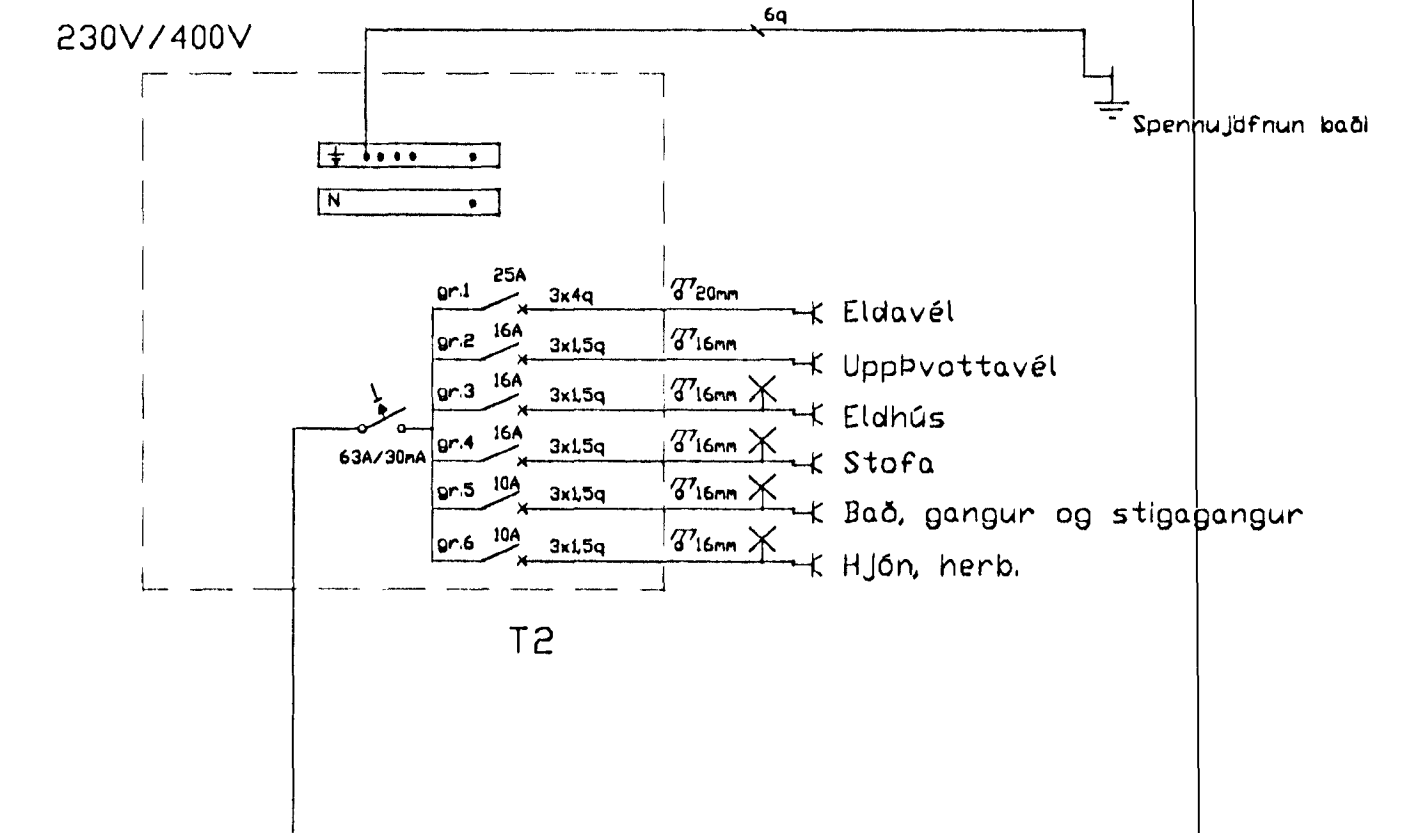 6q
230V/400V
Spennujöfnun baði
N
25A
gr.1 3x4q 20mm Eldavél
16A
gr.2 3x1,5q 16mm Uppþvottavél
16A
gr.3 3x1,5q 16mm Eldhús
16A
gr.4 3x1,5q 16mm Stofa
63A/30mA
10A
gr.5 3x1,5q 16mm Bað, gangur og stigagangur
10A
gr.6 3x1,5q 16mm Hjón, herb.
T2